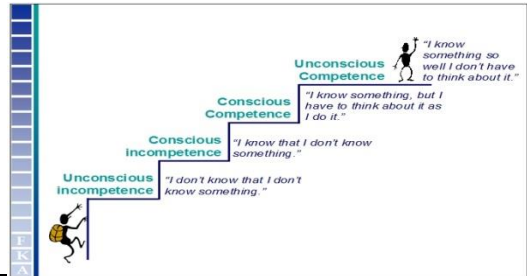 "I know
something so
well I don't have
to think about it."
Unconscious
Competence
"I know something, but I
have to think about it as
I do it."
Conscious
Competence
"I know that I don't know
something."
Conscious
incompetence
"I don't know that I don't
know something."
Unconscious
incompetence
F
K
A